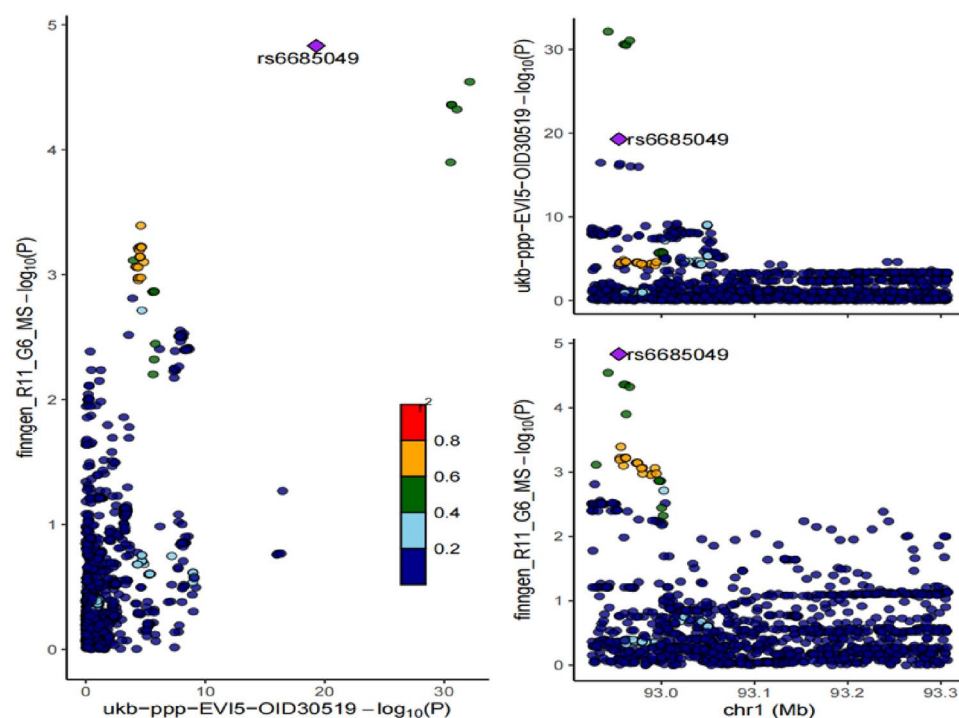 5
4
3
2
1
0
finngen_R11_G6_MS −log10(P)
rs6685049
r2
0.8
0.6
0.4
0.2
0 10 20 30
ukb−ppp−EVI5−OID30519 −log10(P)
30
20
10
0
ukb−ppp−EVI5−OID30519 −log10(P)
rs6685049
5
4
3
2
1
0
finngen_R11_G6_MS −log10(P)
rs6685049
93.0 93.1 93.2 93.3
chr1 (Mb)